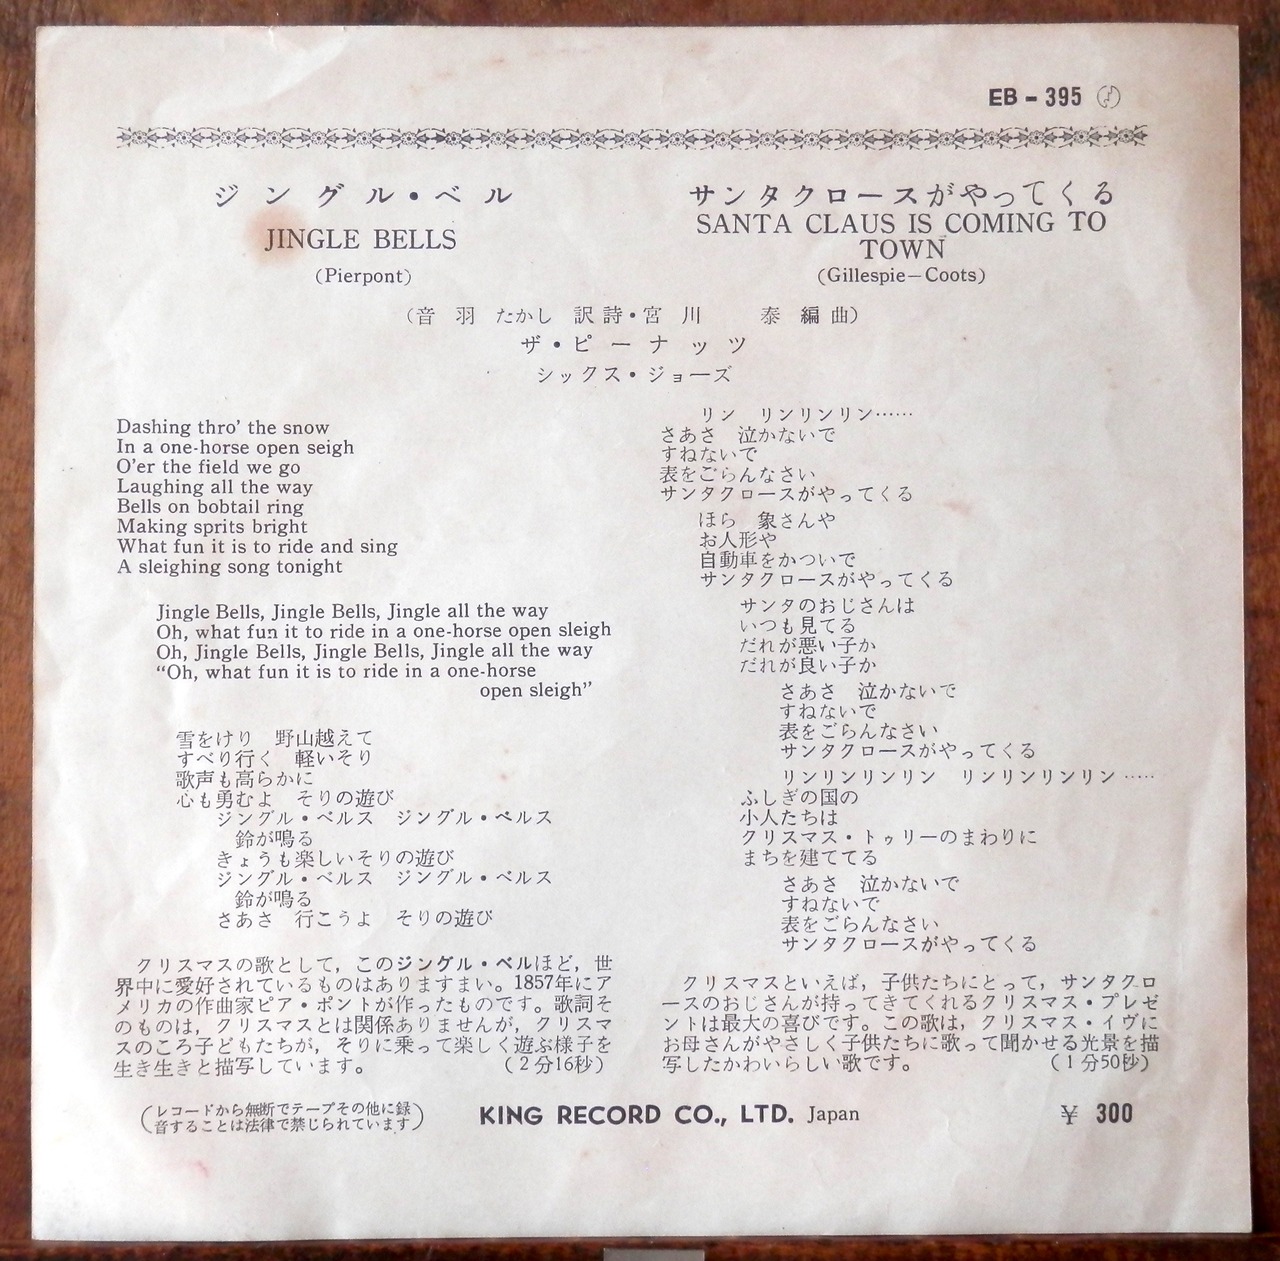 EB-395
ジングル・ベル
JINGLE BELLS
(Pierpont)
サンタクロースがやってくる
SANTA CLAUS IS COMING TO
TOWN
(Gillespie—Coots)
(音羽たかし訳詩・宮川 泰編曲)
ザ・ピーナッツ
シックス・ジョーズ
Dashing thro' the snow
In a one-horse open seigh
O'er the field we go
Laughing all the way
Bells on bobtail ring
Making sprits bright
What fun it is to ride and sing
A sleighing song tonight
Jingle Bells, Jingle Bells, Jingle all the way
Oh, what fun it to ride in a one-horse open sleigh
Oh, Jingle Bells, Jingle Bells, Jingle all the way
“Oh, what fun it is to ride in a one-horse
open sleigh”
雪をけり 野山越えて
すべり行く 軽いそり
歌声も高らかに
心も勇むよ そりの遊び
ジングル・ベルス ジングル・ベルス
鈴が鳴る
きょうも楽しいそりの遊び
ジングル・ベルス ジングル・ベルス
鈴が鳴る
さあさ 行こうよ そりの遊び
クリスマスの歌として，このジングル・ベルほど，世
界中に愛好されているものはありますまい。1857年にア
メリカの作曲家ピア・ポントが作ったものです。歌詞そ
のものは，クリスマスとは関係ありませんが，クリスマ
スのころ子どもたちが，そりに乗って楽しく遊ぶ様子を
生き生きと描写しています。 (2分16秒)
リン リンリンリン……
さあさ 泣かないで
すねないで
表をごらんなさい
サンタクロースがやってくる
ほら 象さんや
お人形や
自動車をかついで
サンタクロースがやってくる
サンタのおじさんは
いつも見てる
だれが悪い子か
だれが良い子か
さあさ 泣かないで
すねないで
表をごらんなさい
サンタクロースがやってくる
リンリンリンリン リンリンリンリン……
ふしぎの国の
小人たちは
クリスマス・トゥリーのまわりに
まちを建ててる
さあさ 泣かないで
すねないで
表をごらんなさい
サンタクロースがやってくる
クリスマスといえば，子供たちにとって，サンタクロ
ースのおじさんが持ってきてくれるクリスマス・プレゼ
ントは最大の喜びです。この歌は，クリスマス・イヴに
お母さんがやさしく子供たちに歌って聞かせる光景を描
写したかわいらしい歌です。 (1分50秒)
(レコードから無断でテープその他に録
音することは法律で禁じられています)
KING RECORD CO., LTD. Japan
¥ 300